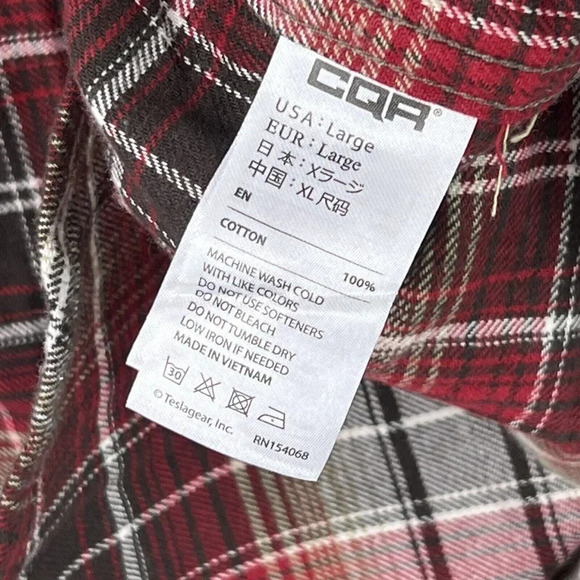 CQR®
USA : Large
EUR : Large
日 本 : Xラージ
中国 : XL 尺码
EN
COTTON 100%
MACHINE WASH COLD
WITH LIKE COLORS
DO NOT USE SOFTENERS
DO NOT BLEACH
DO NOT TUMBLE DRY
LOW IRON IF NEEDED
MADE IN VIETNAM
30
© Teslagear, Inc. RN154068